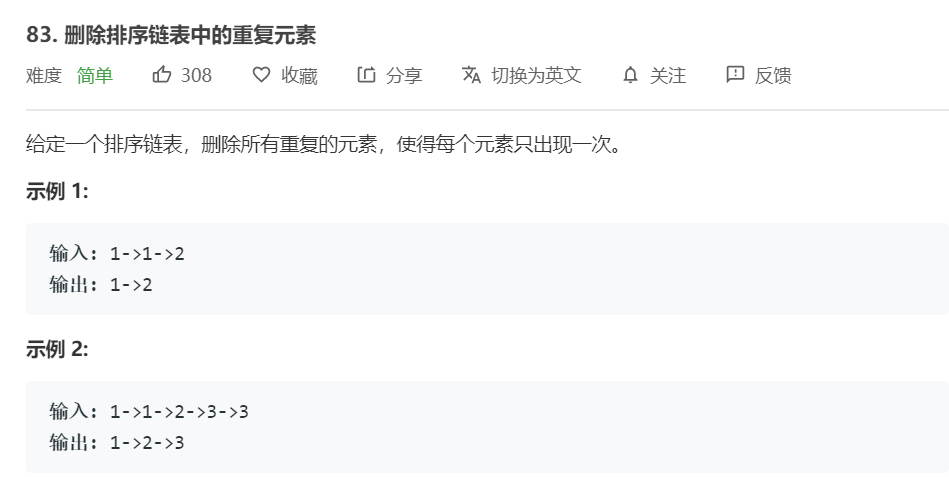 83. 删除排序链表中的重复元素
难度 简单 308 收藏 分享 切换为英文 关注 反馈
给定一个排序链表，删除所有重复的元素，使得每个元素只出现一次。
示例 1:
输入: 1->1->2
输出: 1->2
示例 2:
输入: 1->1->2->3->3
输出: 1->2->3